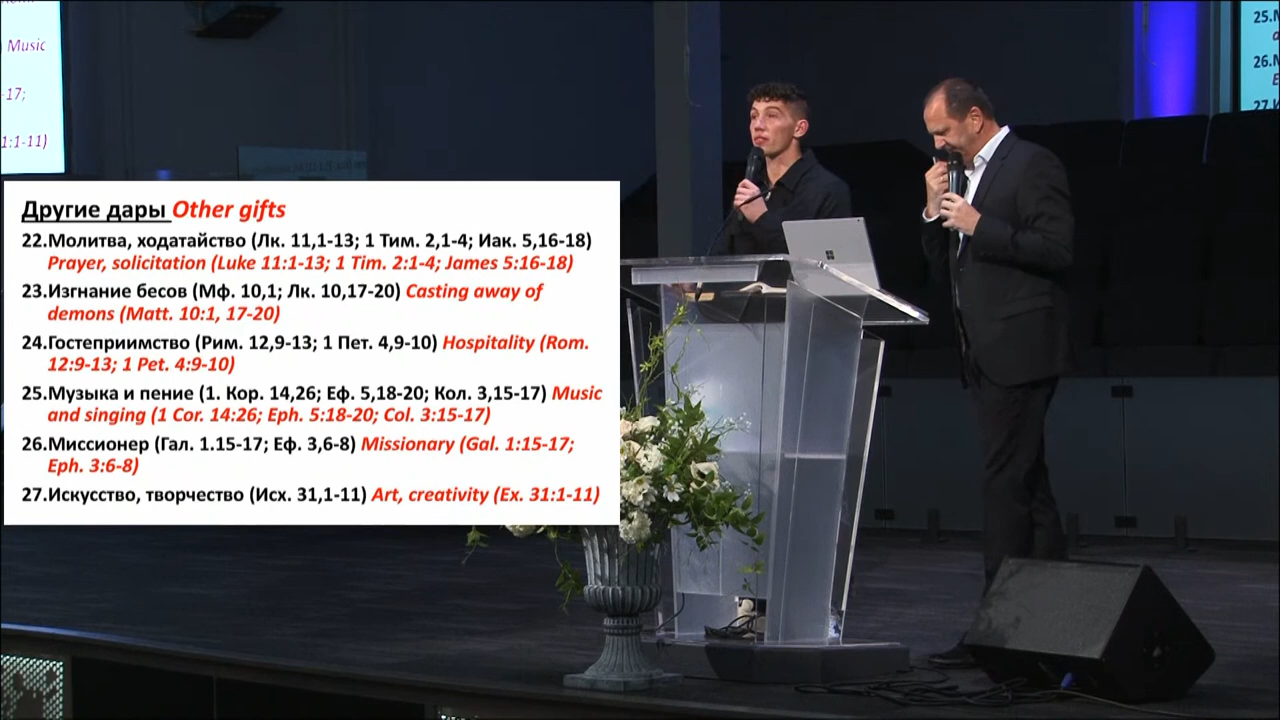 Music
-17;
1:1-11)
Другие дары Other gifts
22.Молитва, ходатайство (Лк. 11,1-13; 1 Тим. 2,1-4; Иак. 5,16-18)
Prayer, solicitation (Luke 11:1-13; 1 Tim. 2:1-4; James 5:16-18)
23.Изгнание бесов (Мф. 10,1; Лк. 10,17-20) Casting away of
demons (Matt. 10:1, 17-20)
24.Гостеприимство (Рим. 12,9-13; 1 Пет. 4,9-10) Hospitality (Rom.
12:9-13; 1 Pet. 4:9-10)
25.Музыка и пение (1. Кор. 14,26; Еф. 5,18-20; Кол. 3,15-17) Music
and singing (1 Cor. 14:26; Eph. 5:18-20; Col. 3:15-17)
26.Миссионер (Гал. 1.15-17; Еф. 3,6-8) Missionary (Gal. 1:15-17;
Eph. 3:6-8)
27.Искусство, творчество (Исх. 31,1-11) Art, creativity (Ex. 31:1-11)
25.
26.
27